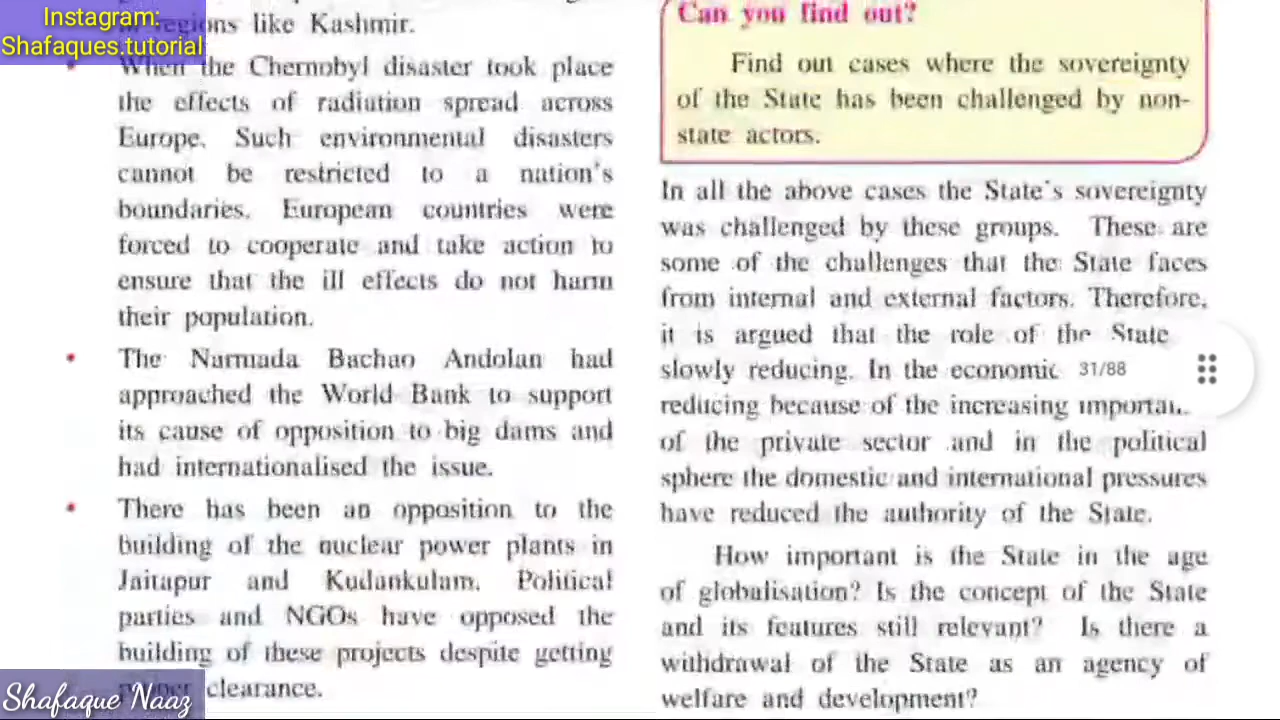 Instagram:
Shafaques.tutorial
regions like Kashmir.
• When the Chernobyl disaster took place
the effects of radiation spread across
Europe. Such environmental disasters
cannot be restricted to a nation's
boundaries. European countries were
forced to cooperate and take action to
ensure that the ill effects do not harm
their population.
• The Narmada Bachao Andolan had
approached the World Bank to support
its cause of opposition to big dams and
had internationalised the issue.
• There has been an opposition to the
building of the nuclear power plants in
Jaitapur and Kudankulam. Political
parties and NGOs have opposed the
building of these projects despite getting
clearance.
Shafaque Naaz
Can you find out?
Find out cases where the sovereignty
of the State has been challenged by non-
state actors.
In all the above cases the State's sovereignty
was challenged by these groups. These are
some of the challenges that the State faces
from internal and external factors. Therefore,
it is argued that the role of the State
slowly reducing. In the economic
31/88
reducing because of the increasing
of the private sector and in the political
sphere the domestic and international pressures
have reduced the authority of the State.
How important is the State in the age
of globalisation? Is the concept of the State
and its features still relevant? Is there a
withdrawal of the State as an agency of
welfare and development?